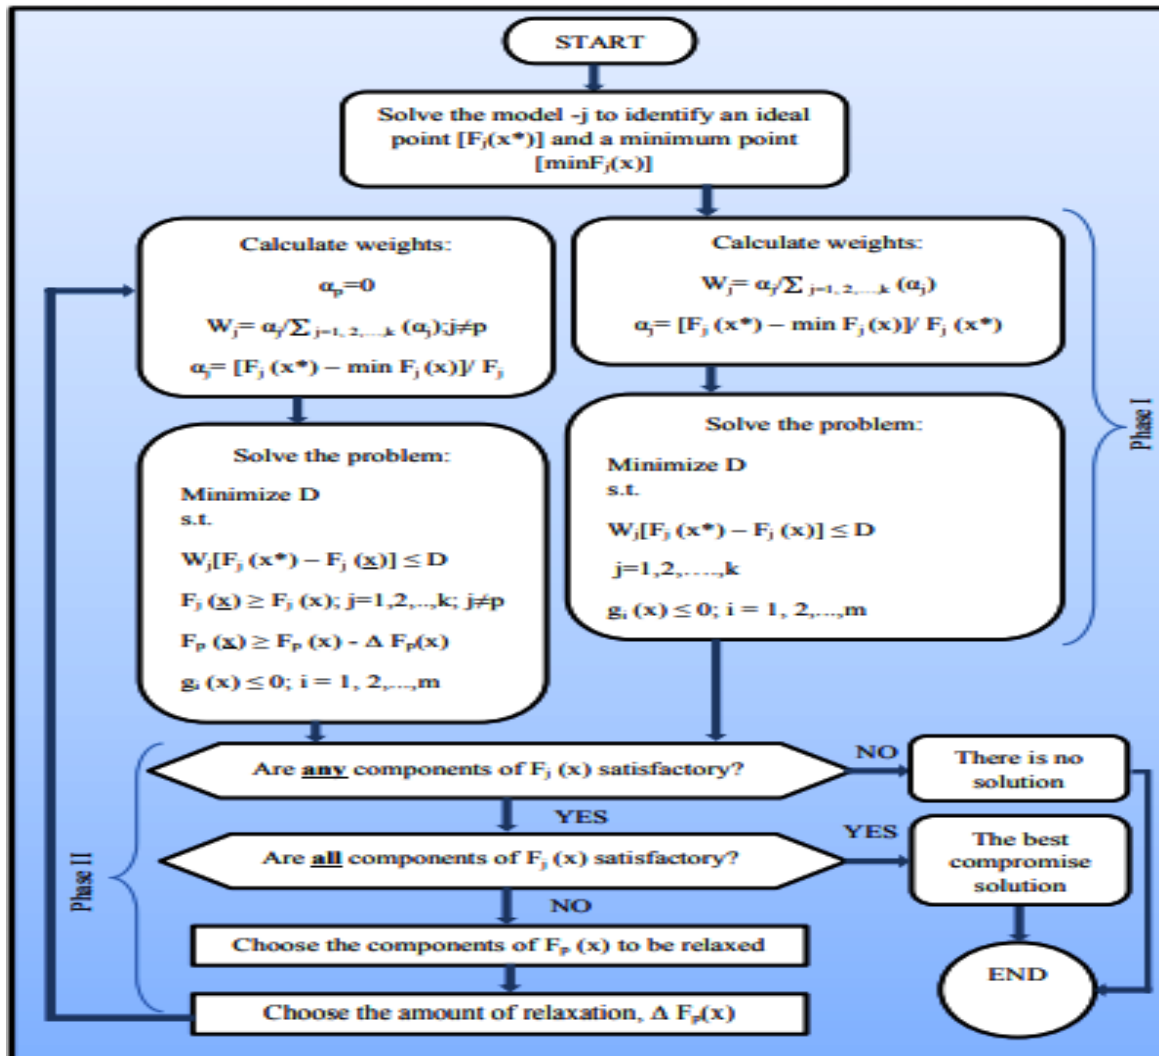 START
Solve the model -j to identify an ideal
point [Fⱼ(x*)] and a minimum point
[minFⱼ(x)]
Calculate weights:
Wⱼ= αⱼ/∑ ⱼ₌₁, ₂,...,ₖ (αⱼ)
αⱼ= [Fⱼ (x*) – min Fⱼ (x)]/ Fⱼ (x*)
Solve the problem:
Minimize D
s.t.
Wⱼ[Fⱼ (x*) – Fⱼ (x)] ≤ D
j=1,2,....,k
gᵢ (x) ≤ 0; i = 1, 2,...,m
Phase I
Calculate weights:
αₚ=0
Wⱼ= αⱼ/∑ ⱼ₌₁, ₂,...,ₖ (αⱼ);j≠p
αⱼ= [Fⱼ (x*) – min Fⱼ (x)]/ Fⱼ
Solve the problem:
Minimize D
s.t.
Wⱼ[Fⱼ (x*) – Fⱼ (x̲)] ≤ D
Fⱼ (x̲) ≥ Fⱼ (x); j=1,2,..,k; j≠p
Fₚ (x̲) ≥ Fₚ (x) - Δ Fₚ(x)
gᵢ (x) ≤ 0; i = 1, 2,...,m
Are any components of Fⱼ (x) satisfactory?
NO
There is no
solution
YES
Are all components of Fⱼ (x) satisfactory?
YES
The best
compromise
solution
NO
Choose the components of Fₚ (x) to be relaxed
Choose the amount of relaxation, Δ Fₚ(x)
END
Phase II